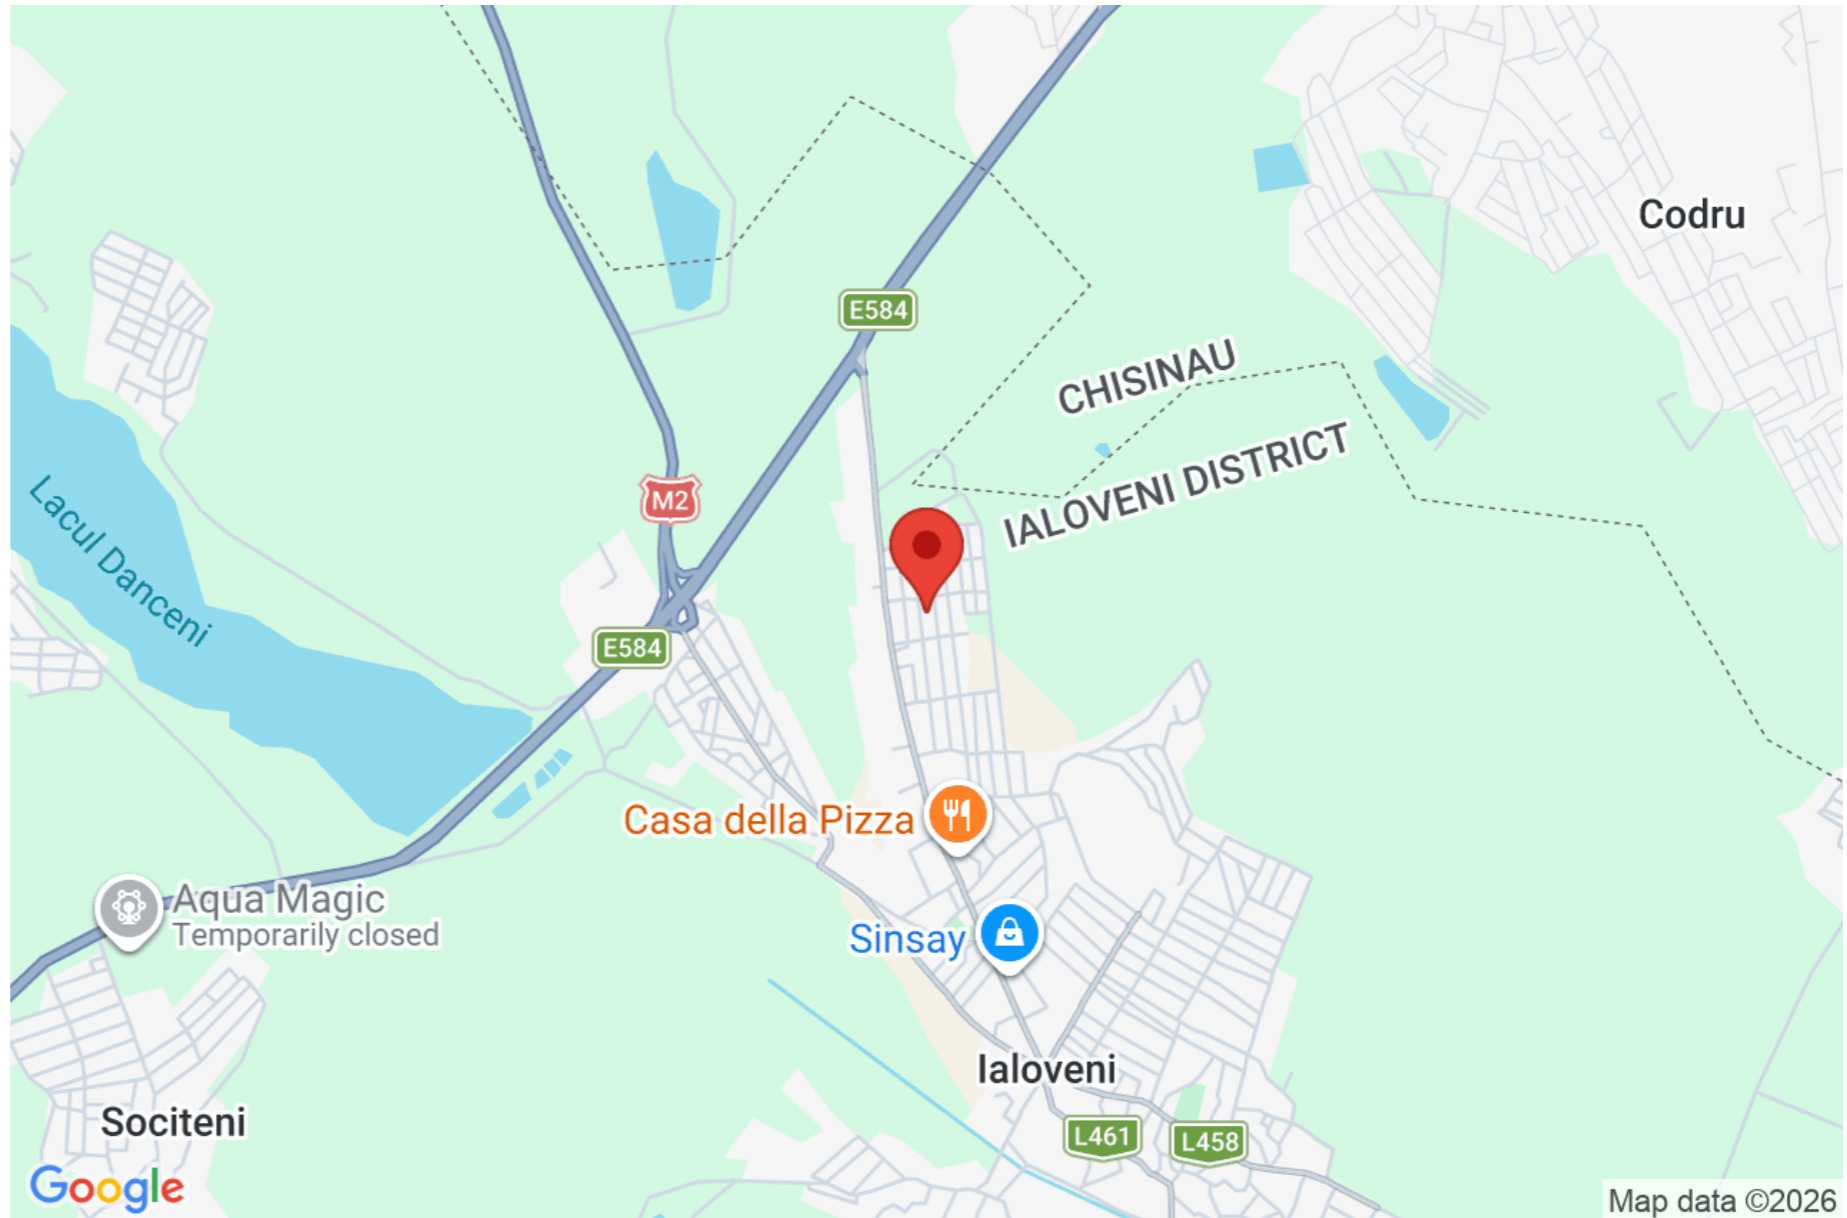 Codru
E584
CHISINAU
IALOVENI DISTRICT
M2
Lacul Danceni
E584
Casa della Pizza
Aqua Magic
Temporarily closed
Sinsay
Ialoveni
Sociteni
L461
L458
Google
Map data ©2026